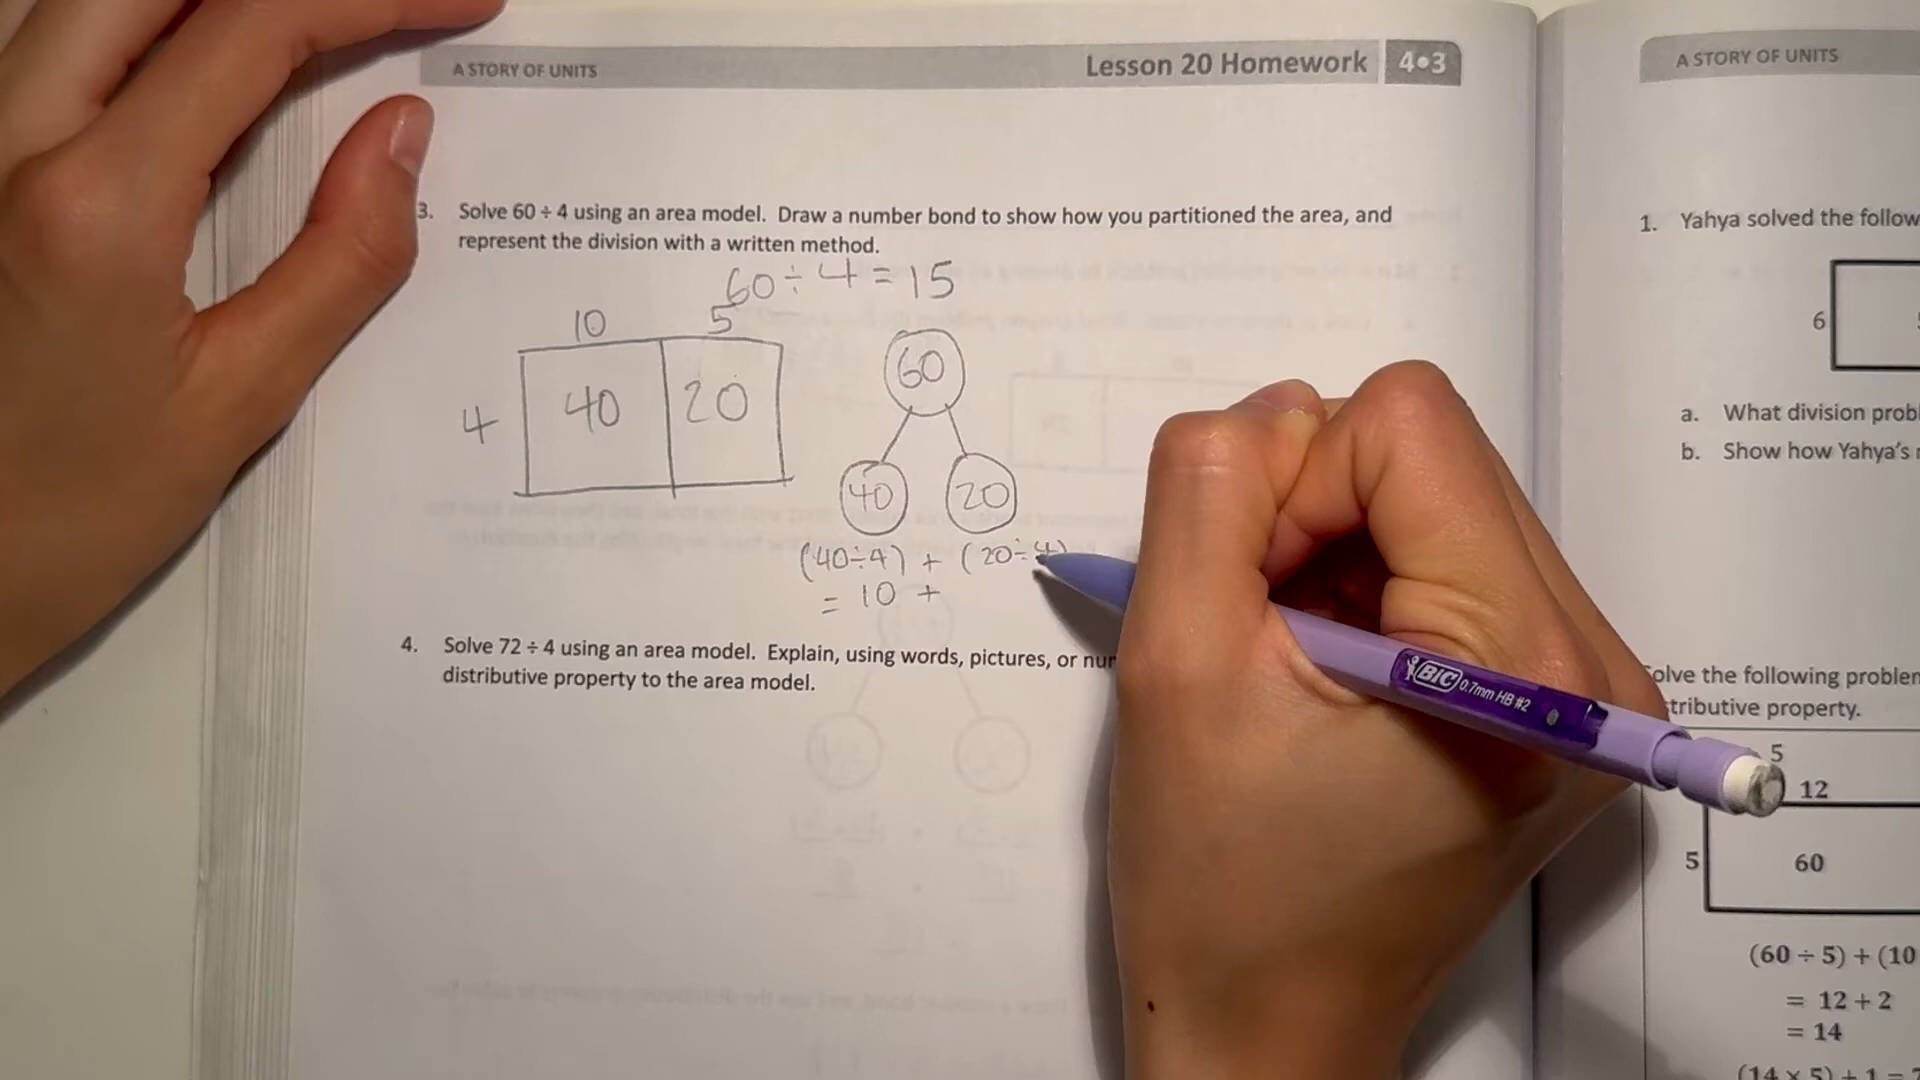 A STORY OF UNITS
Lesson 20 Homework 4•3
3. Solve 60 ÷ 4 using an area model. Draw a number bond to show how you partitioned the area, and
represent the division with a written method.
60 ÷ 4 = 15
10 5
4 40 20
60
40 20
(40÷4) + (20÷4)
= 10 +
4. Solve 72 ÷ 4 using an area model. Explain, using words, pictures, or
distributive property to the area model.
BIC 0.7mm HB #2
A STORY OF UNITS
1. Yahya solved the follow
6
a. What division prob
b. Show how Yahya's
olve the following problem
tributive property.
5
12
5 60
(60 ÷ 5) + (10
= 12 + 2
= 14
(14 × 5) + 1 =